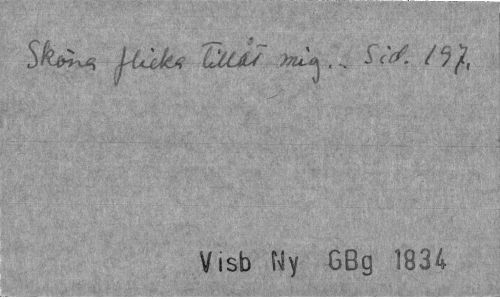 Sköna flicka tillåt mig.. Sid. 197.
Visb Ny GBg 1834